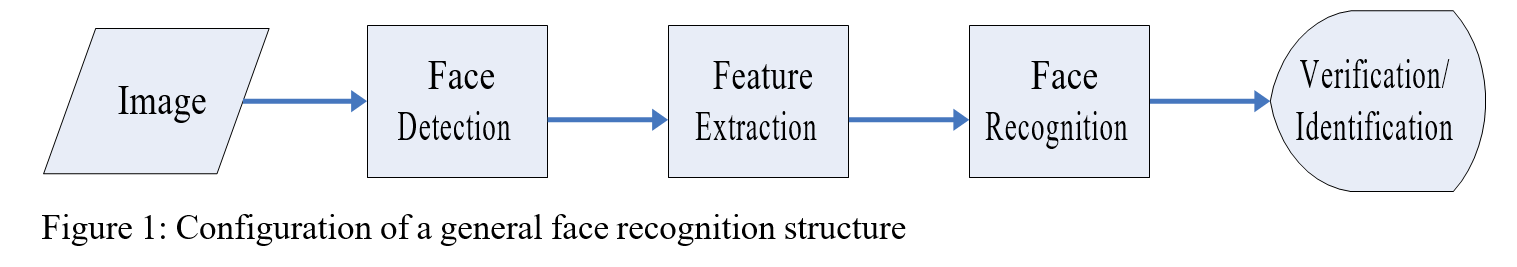 Image
Face
Detection
Feature
Extraction
Face
Recognition
Verification/
Identification
Figure 1: Configuration of a general face recognition structure